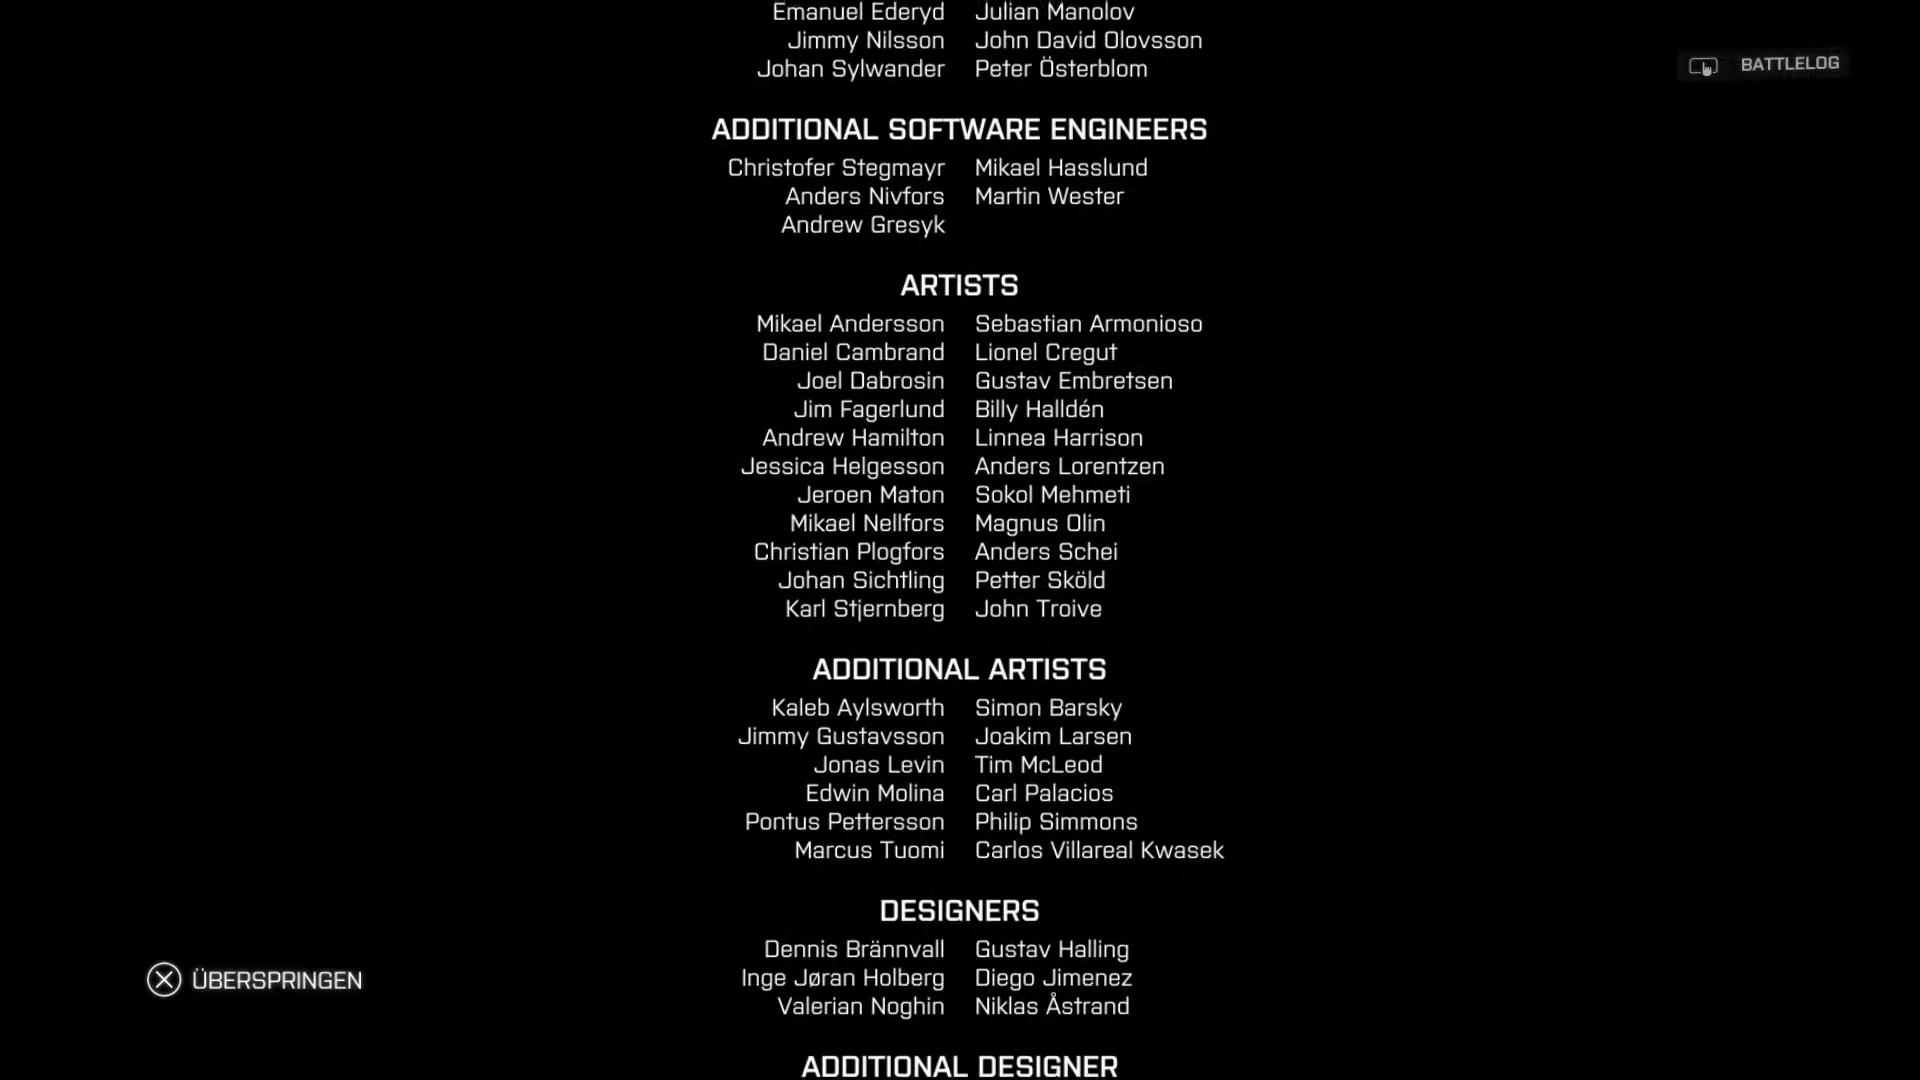 Emanuel Ederyd Julian Manolov
Jimmy Nilsson John David Olovsson
Johan Sylwander Peter Österblom
BATTLELOG
ADDITIONAL SOFTWARE ENGINEERS
Christofer Stegmayr Mikael Hasslund
Anders Nivfors Martin Wester
Andrew Gresyk
ARTISTS
Mikael Andersson Sebastian Armonioso
Daniel Cambrand Lionel Cregut
Joel Dabrosin Gustav Embretsen
Jim Fagerlund Billy Halldén
Andrew Hamilton Linnea Harrison
Jessica Helgesson Anders Lorentzen
Jeroen Maton Sokol Mehmeti
Mikael Nellfors Magnus Olin
Christian Plogfors Anders Schei
Johan Sichtling Petter Sköld
Karl Stjernberg John Troive
ADDITIONAL ARTISTS
Kaleb Aylsworth Simon Barsky
Jimmy Gustavsson Joakim Larsen
Jonas Levin Tim McLeod
Edwin Molina Carl Palacios
Pontus Pettersson Philip Simmons
Marcus Tuomi Carlos Villareal Kwasek
DESIGNERS
Dennis Brännvall Gustav Halling
Inge Jøran Holberg Diego Jimenez
Valerian Noghin Niklas Åstrand
ÜBERSPRINGEN
ADDITIONAL DESIGNER